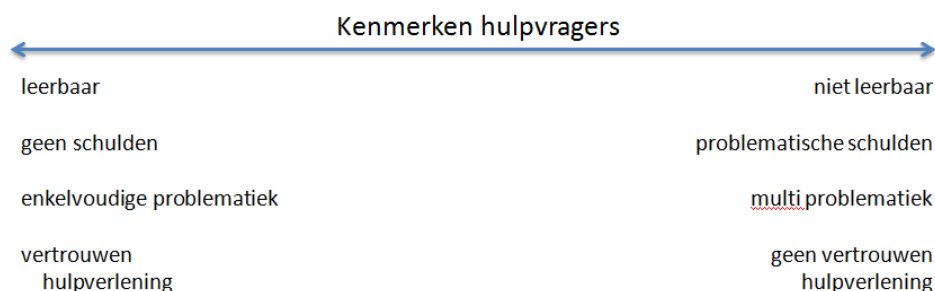 Kenmerken hulpvragers
leerbaar niet leerbaar
geen schulden problematische schulden
enkelvoudige problematiek multi problematiek
vertrouwen geen vertrouwen
hulpverlening hulpverlening